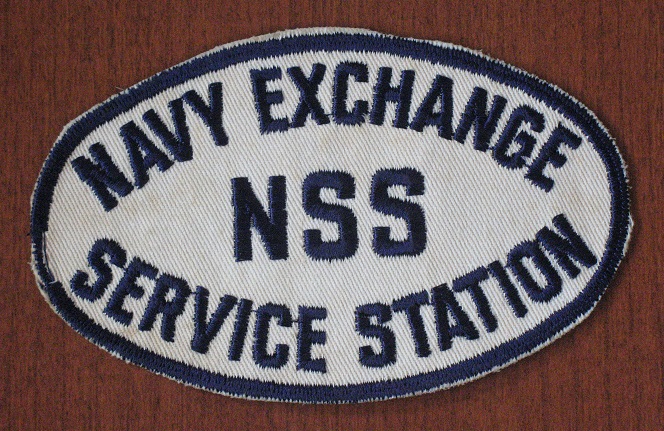 NAVY EXCHANGE
NSS
SERVICE STATION